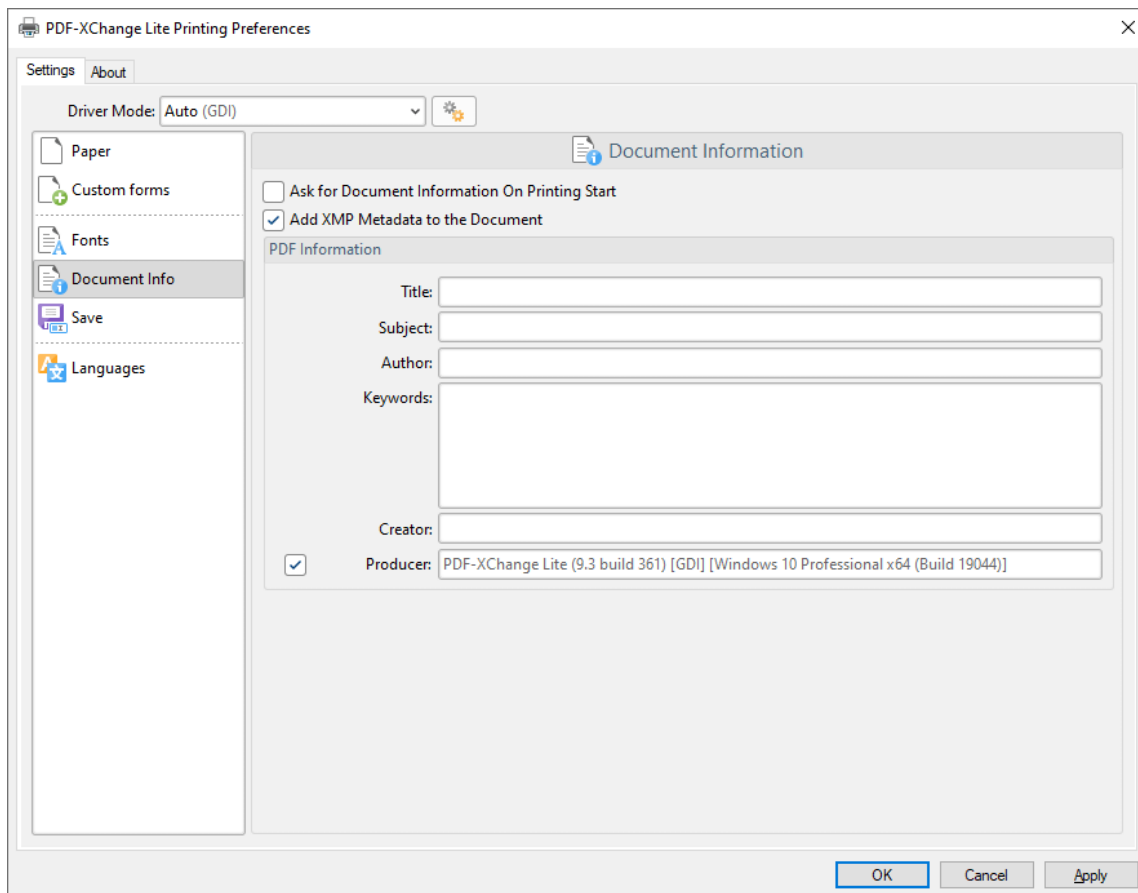 PDF-XChange Lite Printing Preferences
Settings
About
Driver Mode: Auto (GDI)
Paper
Custom forms
Fonts
Document Info
Save
Languages
Document Information
Ask for Document Information On Printing Start
Add XMP Metadata to the Document
PDF Information
Title:
Subject:
Author:
Keywords:
Creator:
Producer: PDF-XChange Lite (9.3 build 361) [GDI] [Windows 10 Professional x64 (Build 19044)]
OK
Cancel
Apply